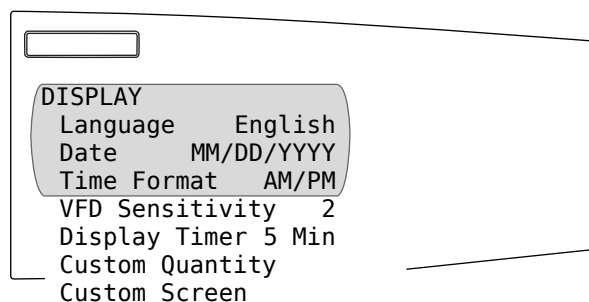 DISPLAY
Language English
Date MM/DD/YYYY
Time Format AM/PM
VFD Sensitivity 2
Display Timer 5 Min
Custom Quantity
Custom Screen